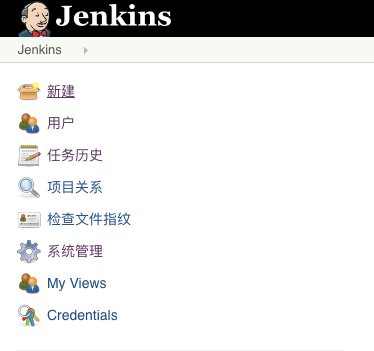 Jenkins
Jenkins
新建
用户
任务历史
项目关系
检查文件指纹
系统管理
My Views
Credentials